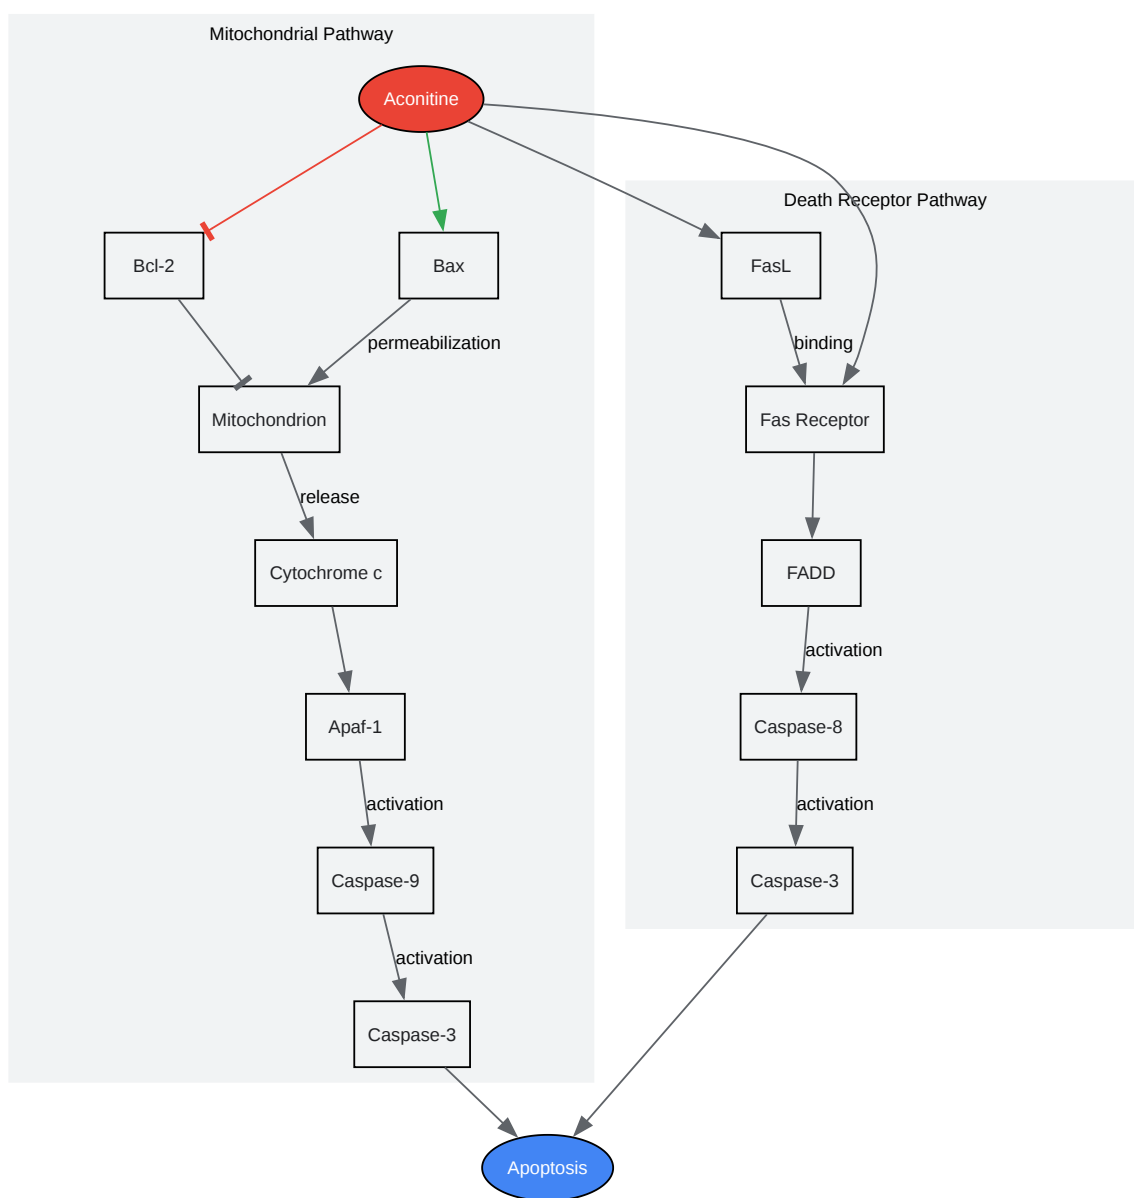 Mitochondrial Pathway
Aconitine
Death Receptor Pathway
Bcl-2
Bax
FasL
permeabilization
binding
Mitochondrion
Fas Receptor
release
Cytochrome c
FADD
activation
Apaf-1
Caspase-8
activation
activation
Caspase-9
Caspase-3
activation
Caspase-3
Apoptosis